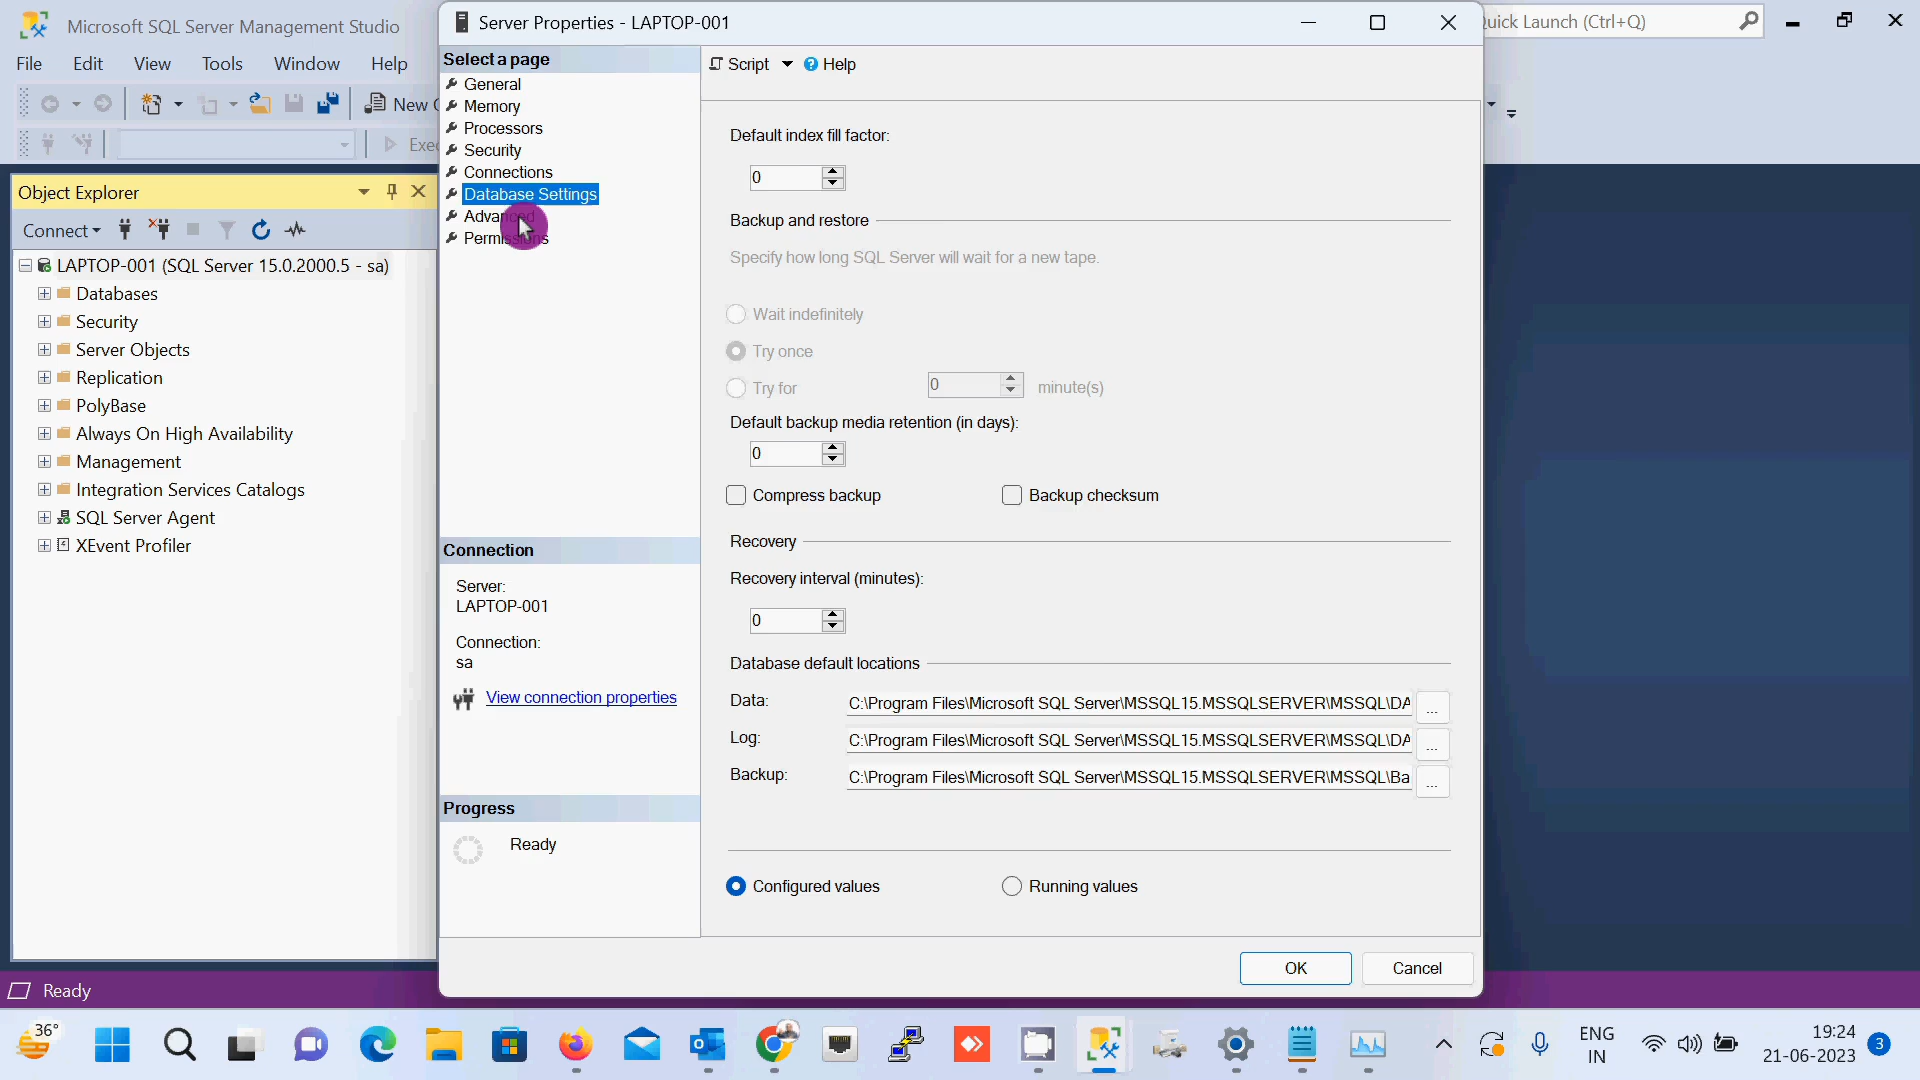 Microsoft SQL Server Management Studio
Server Properties - LAPTOP-001
Quick Launch (Ctrl+Q)
File Edit View Tools Window Help
New
Select a page
General
Memory
Processors
Security
Connections
Database Settings
Advanced
Permissions
Script Help
Object Explorer
Connect
LAPTOP-001 (SQL Server 15.0.2000.5 - sa)
Databases
Security
Server Objects
Replication
PolyBase
Always On High Availability
Management
Integration Services Catalogs
SQL Server Agent
XEvent Profiler
Connection
Server:
LAPTOP-001
Connection:
sa
View connection properties
Progress
Ready
Default index fill factor:
0
Backup and restore
Specify how long SQL Server will wait for a new tape.
Wait indefinitely
Try once
Try for 0 minute(s)
Default backup media retention (in days):
0
Compress backup Backup checksum
Recovery
Recovery interval (minutes):
0
Database default locations
Data: C:\Program Files\Microsoft SQL Server\MSSQL15.MSSQLSERVER\MSSQL\DA ...
Log: C:\Program Files\Microsoft SQL Server\MSSQL15.MSSQLSERVER\MSSQL\DA ...
Backup: C:\Program Files\Microsoft SQL Server\MSSQL15.MSSQLSERVER\MSSQL\Ba ...
Configured values Running values
OK Cancel
Ready
36°
ENG
IN
19:24
21-06-2023
3